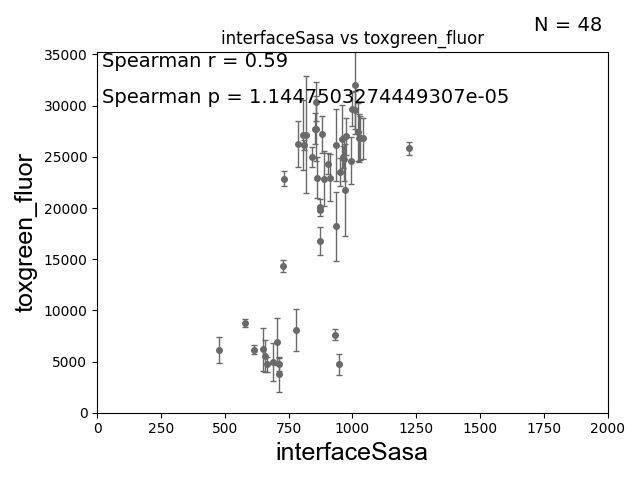 N = 48
interfaceSasa vs toxgreen_fluor
Spearman r = 0.59
Spearman p = 1.1447503274449307e-05
toxgreen_fluor
35000
30000
25000
20000
15000
10000
5000
0
0 250 500 750 1000 1250 1500 1750 2000
interfaceSasa